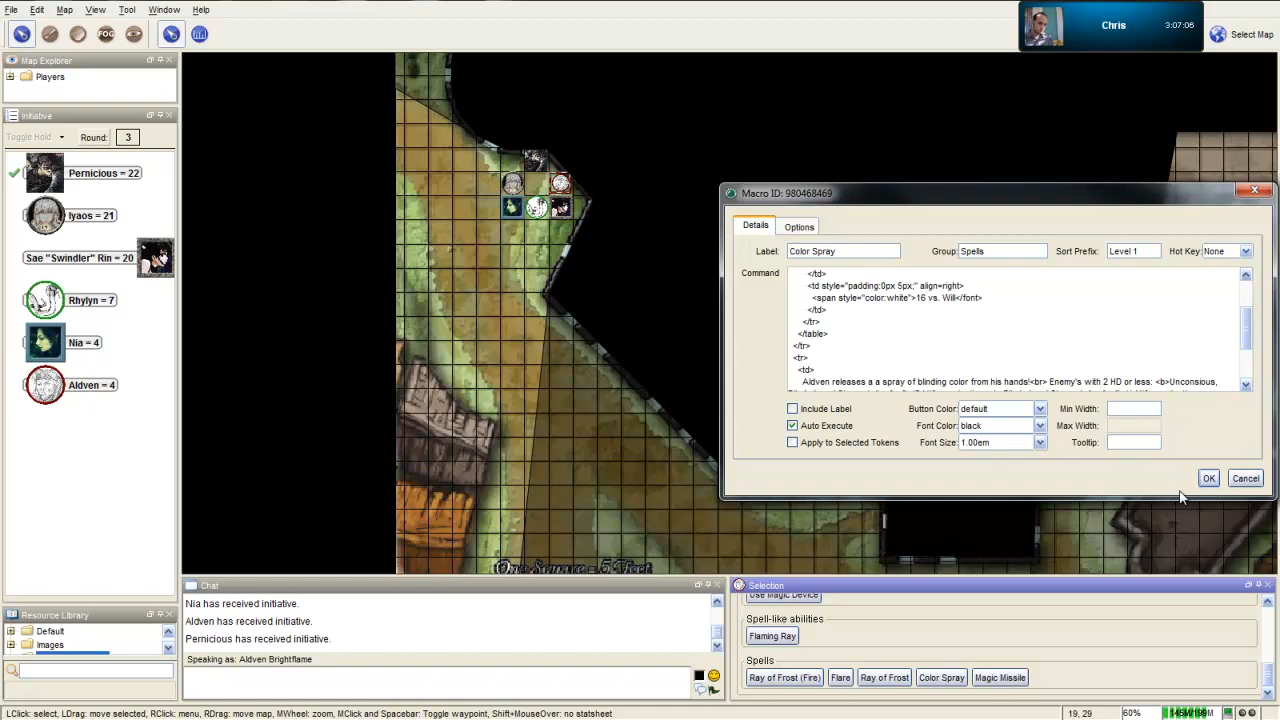 File Edit Map View Tool Window Help
FOG
Chris 3:07:06
Select Map
Map Explorer
Players
Initiative
Toggle Hold Round: 3
Pernicious = 22
Iyaos = 21
Sae "Swindler" Rin = 20
Rhylyn = 7
Nia = 4
Aldven = 4
Resource Library
Default
Images
Macro ID: 980468469
Details Options
Label: Color Spray Group: Spells Sort Prefix: Level 1 Hot Key: None
Command
</td>
<td style="padding:0px 5px;" align=right>
<span style="color:white">16 vs. Will</font>
</td>
</tr>
</table>
</tr>
<tr>
<td>
Aldven releases a a spray of blinding color from his hands!<br> Enemy's with 2 HD or less: <b>Unconsious,
Include Label Button Color: default Min Width:
Auto Execute Font Color: black Max Width:
Apply to Selected Tokens Font Size: 1.00em Tooltip:
OK Cancel
One Square = 5 Feet
Chat
Nia has received initiative.
Aldven has received initiative.
Pernicious has received initiative.
Speaking as: Aldven Brightflame
Selection
Use Magic Device
Spell-like abilities
Flaming Ray
Spells
Ray of Frost (Fire) Flare Ray of Frost Color Spray Magic Missile
LClick: select, LDrag: move selected, RClick: menu, RDrag: move map, MWheel: zoom, MClick and Spacebar: Toggle waypoint, Shift+MouseOver: no statsheet
19, 29 60% 145M/199M